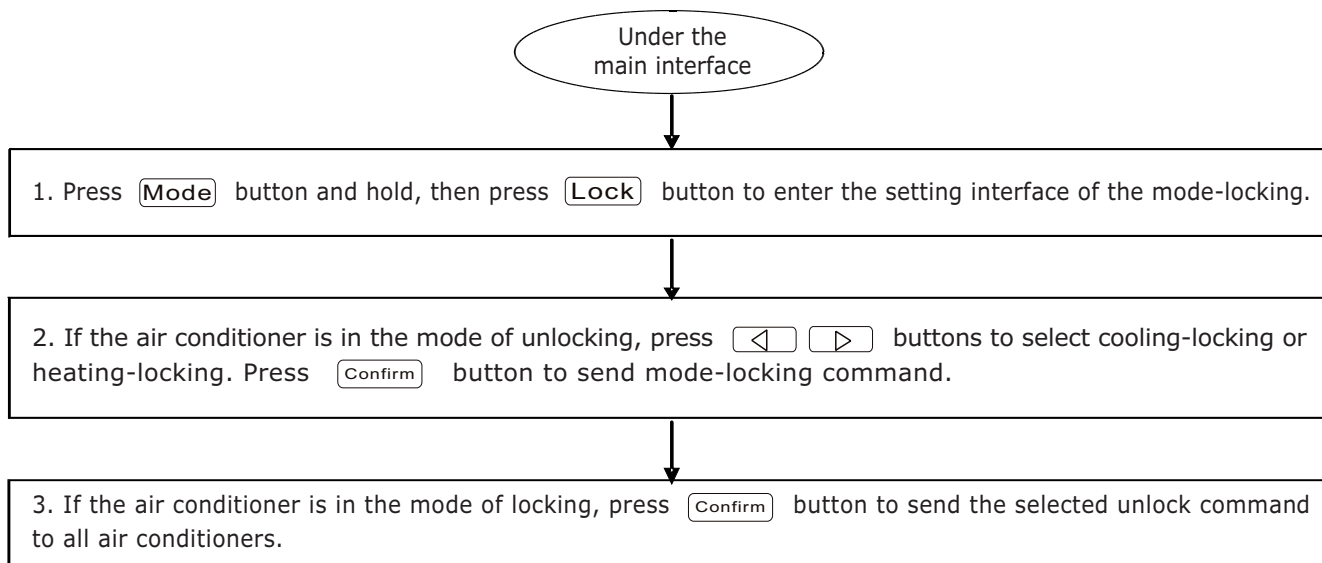 Under the
main interface
1. Press Mode button and hold, then press Lock button to enter the setting interface of the mode-locking.
2. If the air conditioner is in the mode of unlocking, press buttons to select cooling-locking or
heating-locking. Press Confirm button to send mode-locking command.
3. If the air conditioner is in the mode of locking, press Confirm button to send the selected unlock command
to all air conditioners.